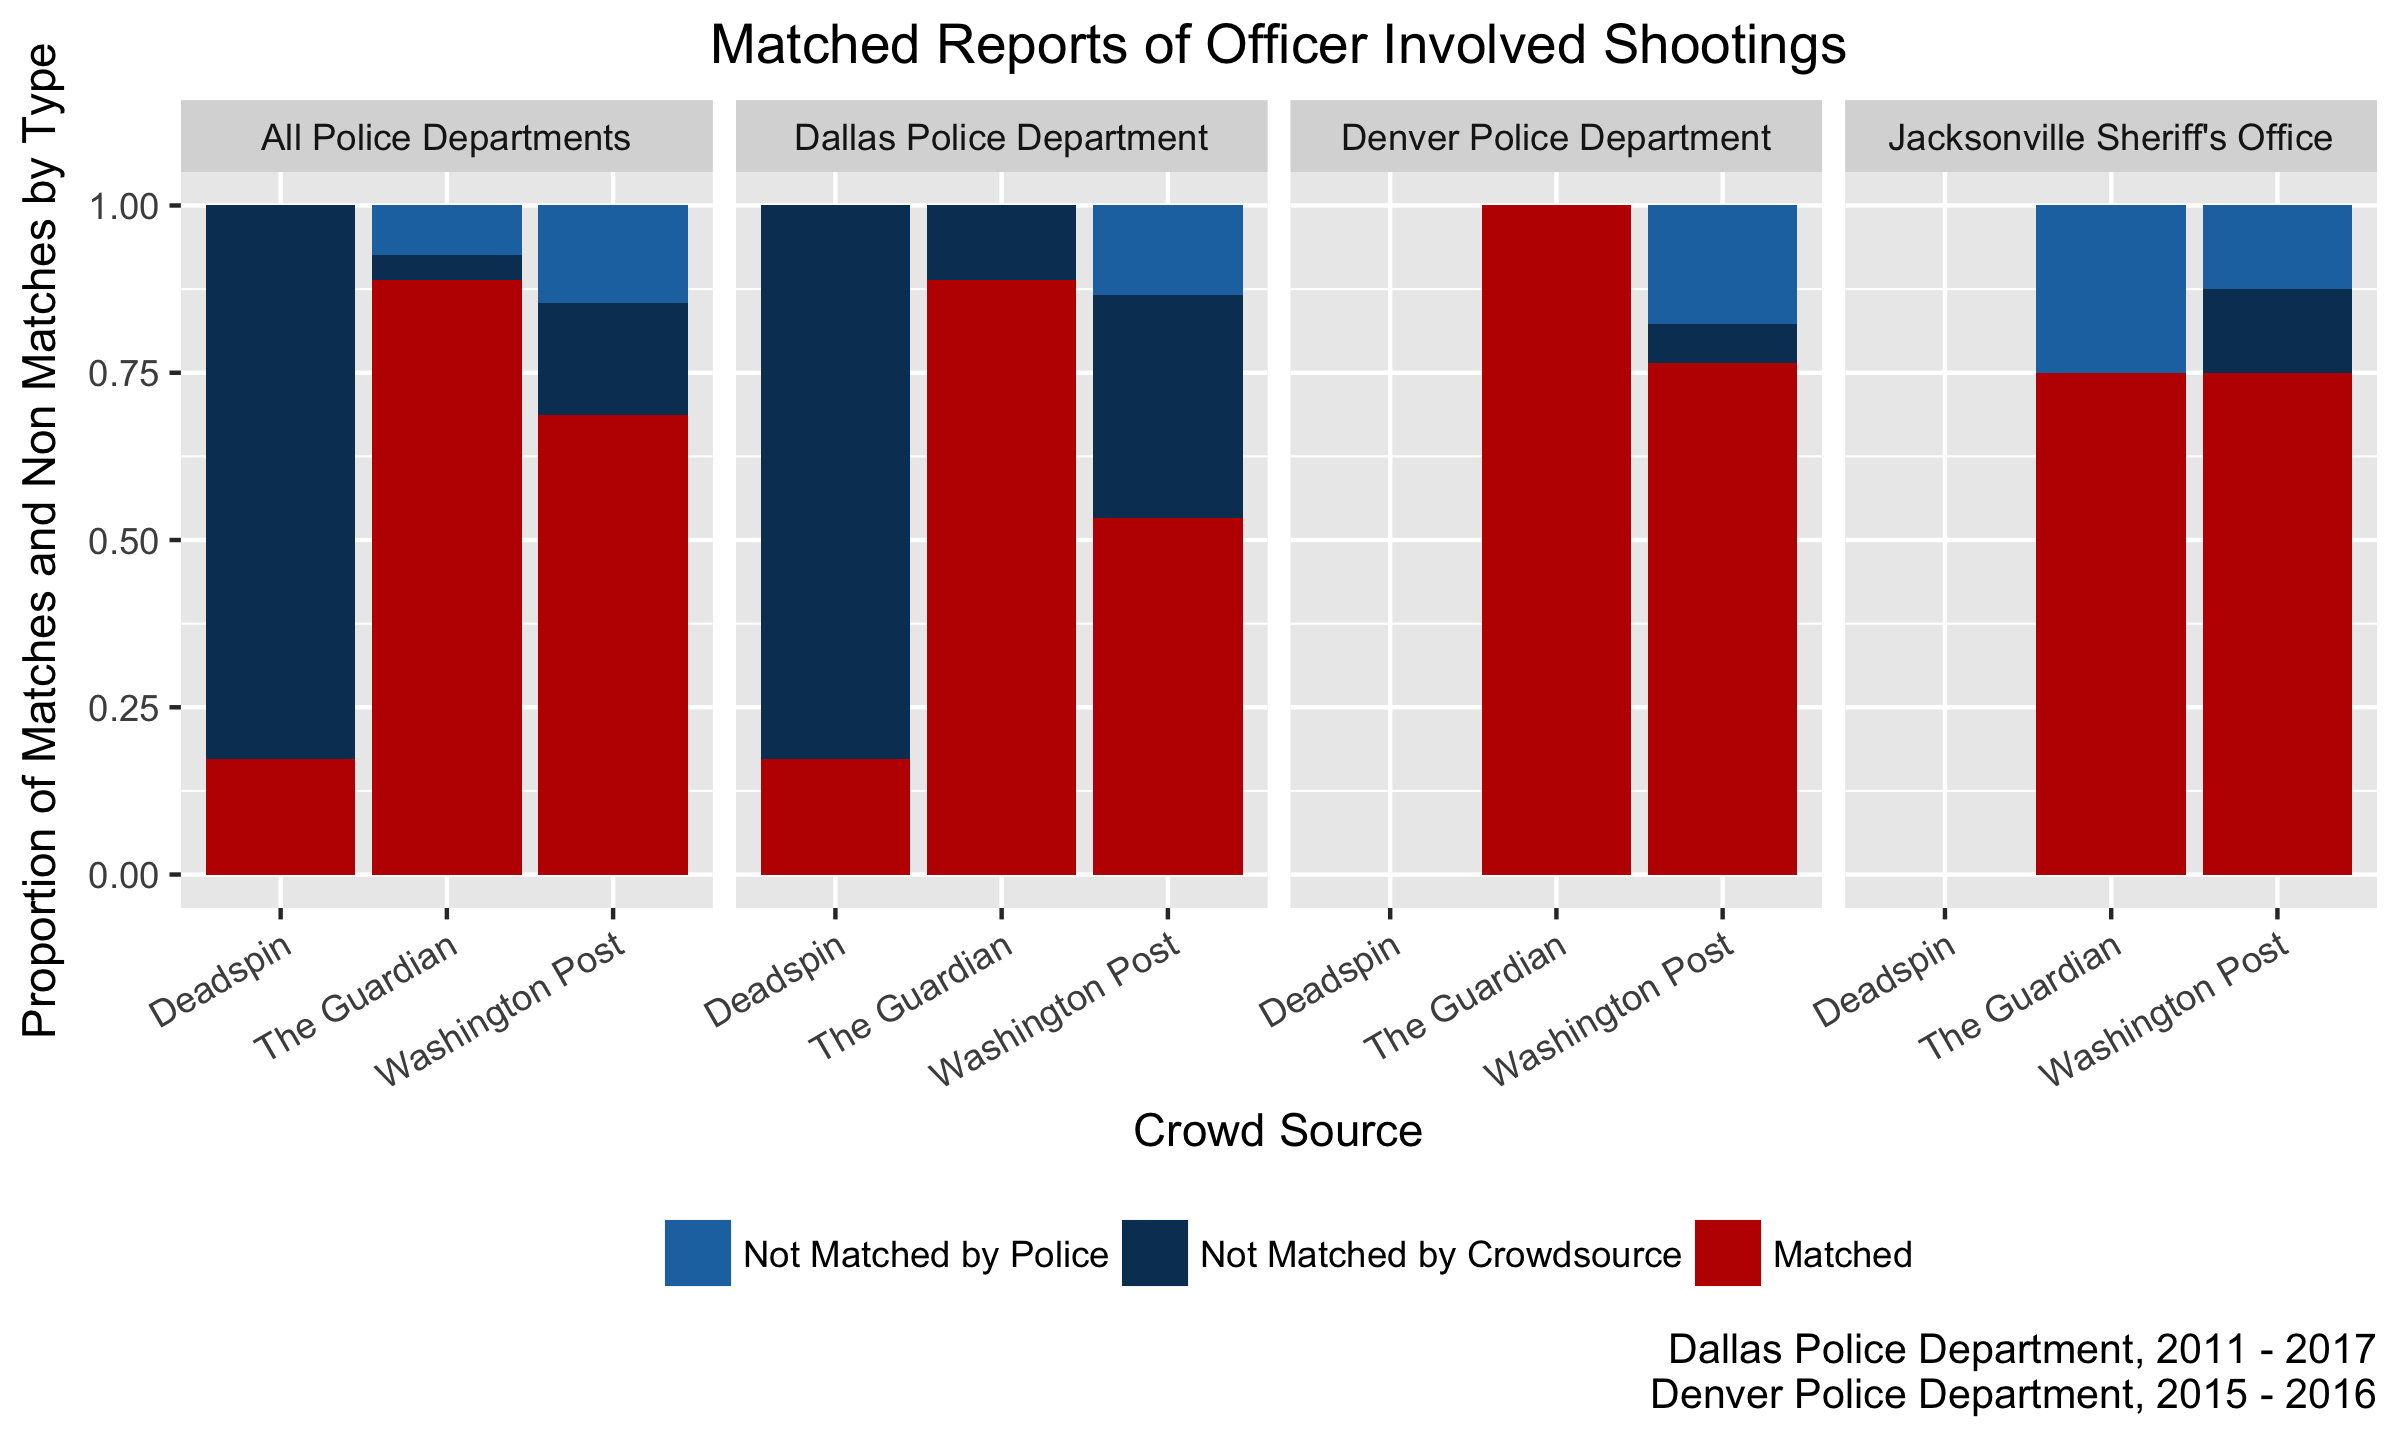 Matched Reports of Officer Involved Shootings
Proportion of Matches and Non Matches by Type
All Police Departments
Dallas Police Department
Denver Police Department
Jacksonville Sheriff's Office
1.00
0.75
0.50
0.25
0.00
Deadspin
The Guardian
Washington Post
Deadspin
The Guardian
Washington Post
Deadspin
The Guardian
Washington Post
Deadspin
The Guardian
Washington Post
Crowd Source
Not Matched by Police
Not Matched by Crowdsource
Matched
Dallas Police Department, 2011 - 2017
Denver Police Department, 2015 - 2016